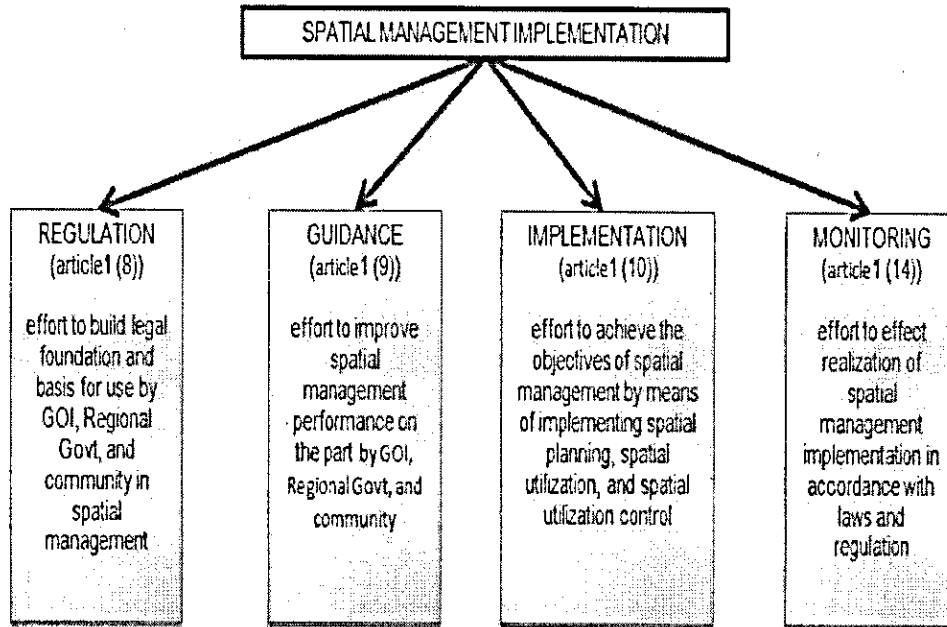 SPATIAL MANAGEMENT IMPLEMENTATION
REGULATION
(article1 (8))
effort to build legal
foundation and
basis for use by
GOI, Regional
Govt, and
community in
spatial
management
GUIDANCE
(article1 (9))
effort to improve
spatial
management
performance on
the part by GOI,
Regional Govt, and
community
IMPLEMENTATION
(article1 (10))
effort to achieve the
objectives of spatial
management by means
of implementing spatial
planning, spatial
utilization, and spatial
utilization control
MONITORING
(article1 (14))
effort to effect
realization of
spatial
management
implementation in
accordance with
laws and
regulation